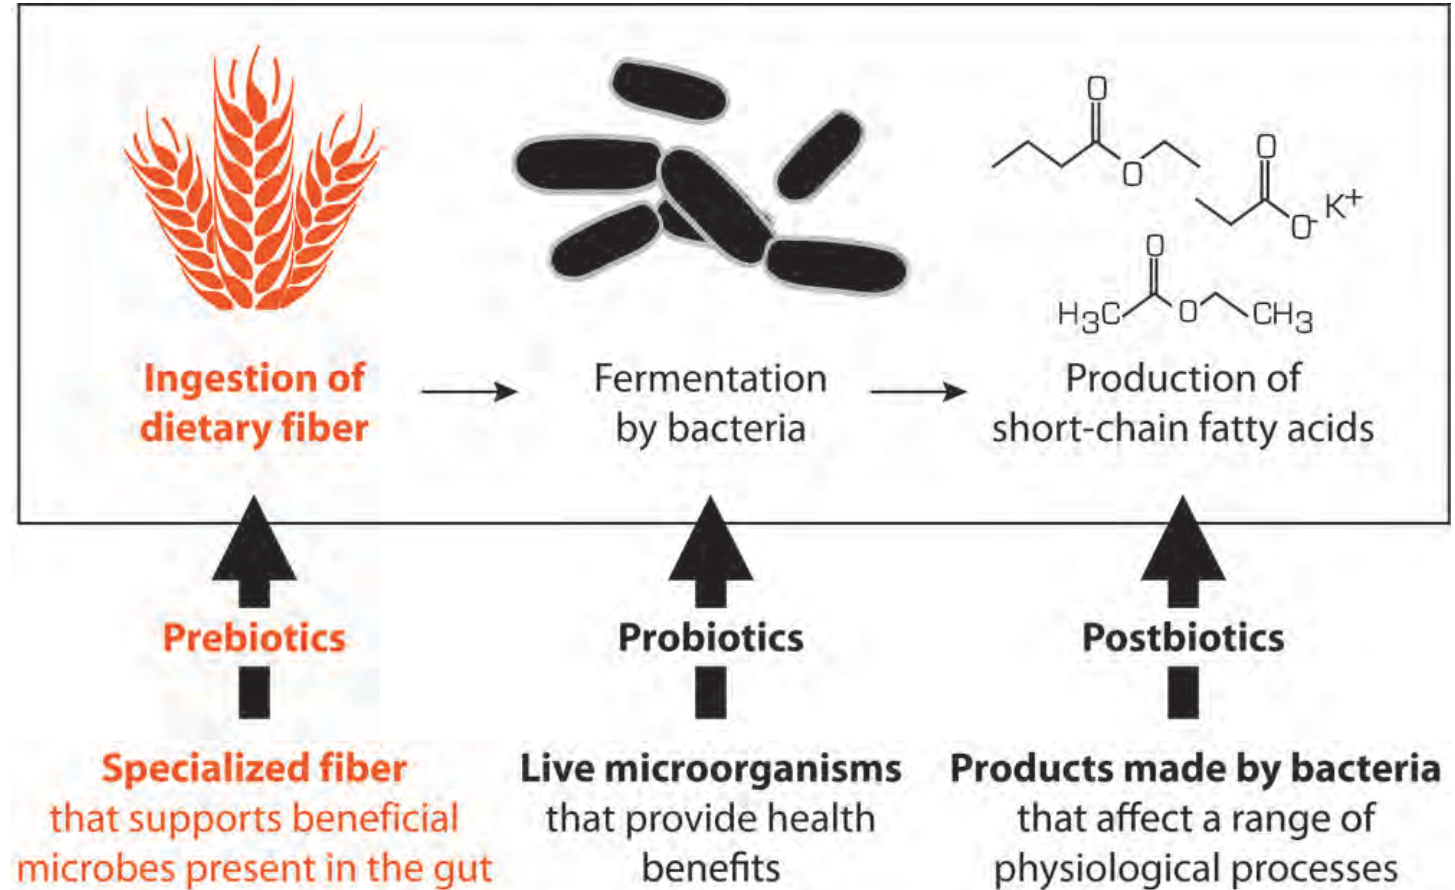 O
O
O
O
O- K+
O
H3C
O
CH3
Ingestion of
dietary fiber
Fermentation
by bacteria
Production of
short-chain fatty acids
Prebiotics
Probiotics
Postbiotics
Specialized fiber
that supports beneficial
microbes present in the gut
Live microorganisms
that provide health
benefits
Products made by bacteria
that affect a range of
physiological processes